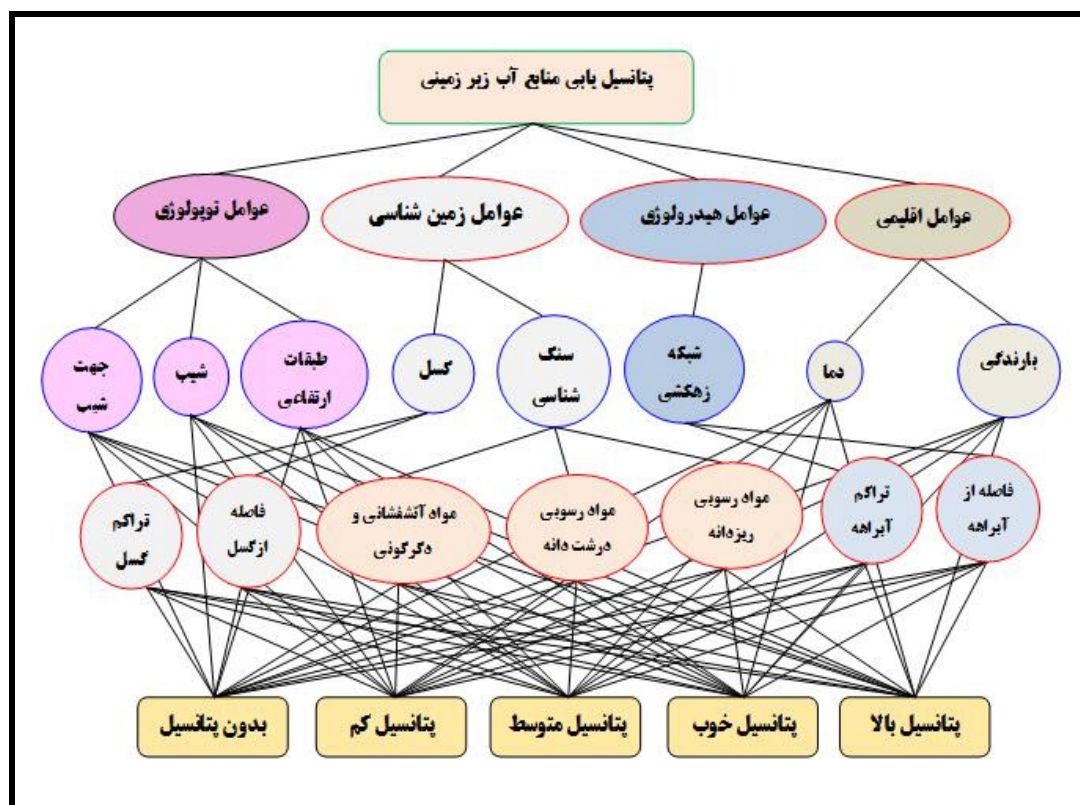 پتانسیل یابی منابع آب زیر زمینی
عوامل اقلیمی
عوامل هیدرولوژی
عوامل زمین شناسی
عوامل توپولوژی
بارندگی
دما
شبکه
زهکشی
سنگ
شناسی
گسل
طبقات
ارتفاعی
شیب
جهت
شیب
فاصله از
آبراهه
تراکم
آبراهه
مواد رسوبی
ریزدانه
مواد رسوبی
درشت دانه
مواد آتشفشانی و
دگرگونی
فاصله
ازگسل
تراکم
گسل
پتانسیل بالا
پتانسیل خوب
پتانسیل متوسط
پتانسیل کم
بدون پتانسیل